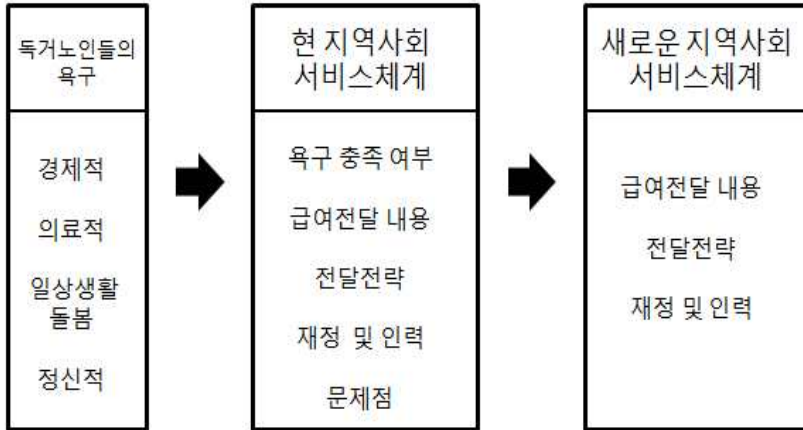 독거노인들의
욕구
경제적
의료적
일상생활
돌봄
정신적
현 지역사회
서비스체계
욕구 충족 여부
급여전달 내용
전달전략
재정 및 인력
문제점
새로운 지역사회
서비스체계
급여전달 내용
전달전략
재정 및 인력